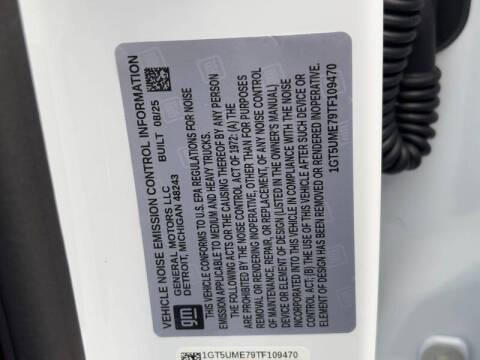 VEHICLE NOISE EMISSION CONTROL INFORMATION
BUILT 08/25
gm
GENERAL MOTORS LLC
DETROIT, MICHIGAN 48243
THIS VEHICLE CONFORMS TO U.S. EPA REGULATIONS FOR NOISE
EMISSION APPLICABLE TO MEDIUM AND HEAVY TRUCKS.
THE FOLLOWING ACTS OR THE CAUSING THEREOF BY ANY PERSON
ARE PROHIBITED BY THE NOISE CONTROL ACT OF 1972: (A) THE
REMOVAL OR RENDERING INOPERATIVE, OTHER THAN FOR PURPOSES
OF MAINTENANCE, REPAIR, OR REPLACEMENT, OF ANY NOISE CONTROL
DEVICE OR ELEMENT OF DESIGN (LISTED IN THE OWNER'S MANUAL)
INCORPORATED INTO THIS VEHICLE IN COMPLIANCE WITH THE NOISE
CONTROL ACT; (B) THE USE OF THIS VEHICLE AFTER SUCH DEVICE OR
ELEMENT OF DESIGN HAS BEEN REMOVED OR RENDERED INOPERATIVE.
1GT5UME79TF109470
1GT5UME79TF109470